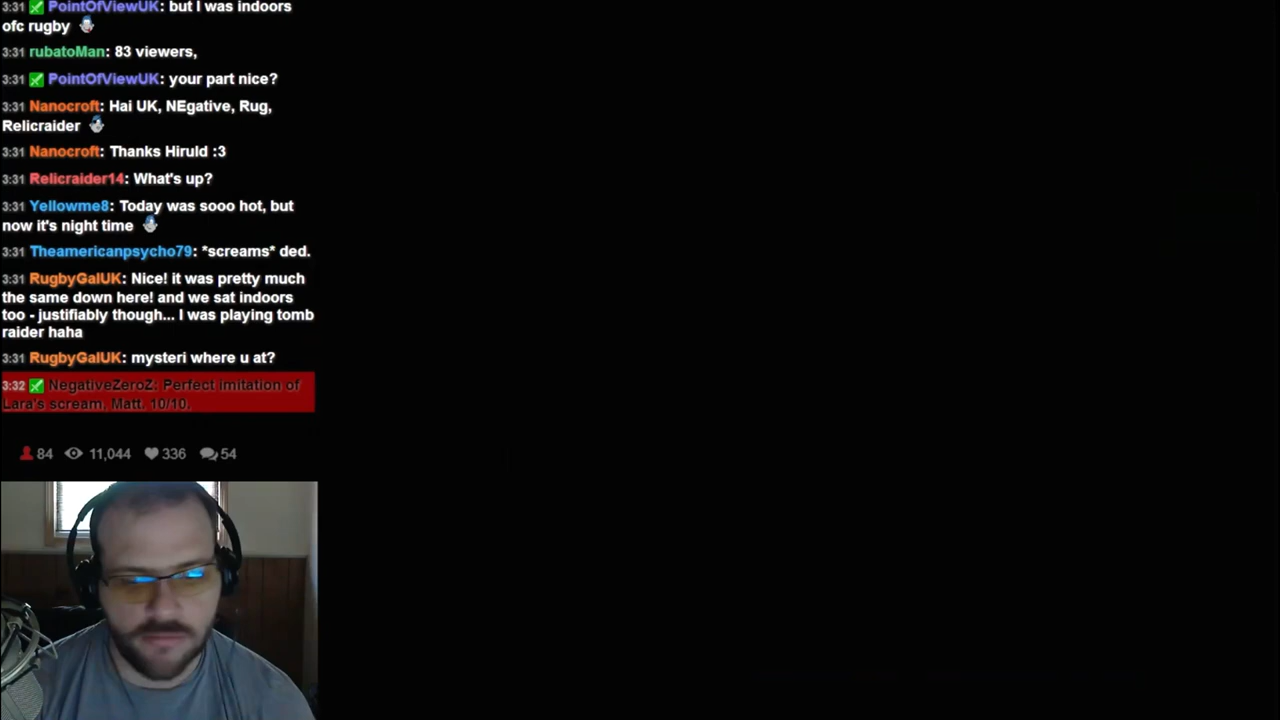 3:31 PointOfViewUK: but I was indoors
ofc rugby
3:31 rubatoMan: 83 viewers,
3:31 PointOfViewUK: your part nice?
3:31 Nanocroft: Hai UK, NEgative, Rug,
Relicraider
3:31 Nanocroft: Thanks Hiruld :3
3:31 Relicraider14: What's up?
3:31 Yellowme8: Today was sooo hot, but
now it's night time
3:31 Theamericanpsycho79: *screams* ded.
3:31 RugbyGalUK: Nice! it was pretty much
the same down here! and we sat indoors
too - justifiably though... I was playing tomb
raider haha
3:31 RugbyGalUK: mysteri where u at?
3:32 NegativeZeroZ: Perfect imitation of
Lara's scream, Matt. 10/10.
84 11,044 336 54